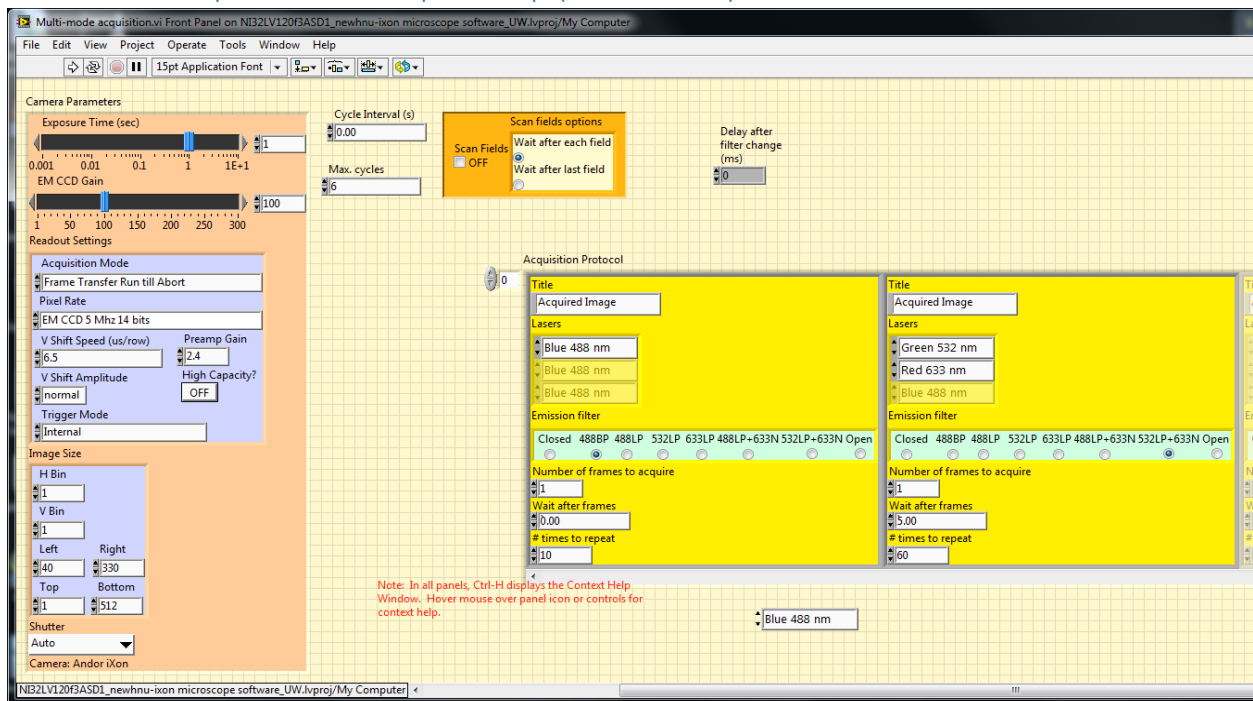 Multi-mode acquisition.vi Front Panel on NI32LV120f3ASD1_newhnu-ixon microscope software_UW.lvproj/My Computer
File Edit View Project Operate Tools Window Help
15pt Application Font
Camera Parameters
Exposure Time (sec)
1
0.001 0.01 0.1 1 1E+1
EM CCD Gain
100
1 50 100 150 200 250 300
Readout Settings
Acquisition Mode
Frame Transfer Run till Abort
Pixel Rate
EM CCD 5 Mhz 14 bits
V Shift Speed (us/row) Preamp Gain
6.5 2.4
V Shift Amplitude High Capacity?
normal OFF
Trigger Mode
Internal
Image Size
H Bin
1
V Bin
1
Left Right
40 330
Top Bottom
1 512
Shutter
Auto
Camera: Andor iXon
Cycle Interval (s)
0.00
Max. cycles
6
Scan fields options
Scan Fields
OFF
Wait after each field
Wait after last field
Delay after
filter change
(ms)
0
Acquisition Protocol
0
Title
Acquired Image
Lasers
Blue 488 nm
Blue 488 nm
Blue 488 nm
Emission filter
Closed 488BP 488LP 532LP 633LP 488LP+633N 532LP+633N Open
Number of frames to acquire
1
Wait after frames
0.00
# times to repeat
10
Title
Acquired Image
Lasers
Green 532 nm
Red 633 nm
Blue 488 nm
Emission filter
Closed 488BP 488LP 532LP 633LP 488LP+633N 532LP+633N Open
Number of frames to acquire
1
Wait after frames
5.00
# times to repeat
60
Note: In all panels, Ctrl-H displays the Context Help
Window. Hover mouse over panel icon or controls for
context help.
Blue 488 nm
NI32LV120f3ASD1_newhnu-ixon microscope software_UW.lvproj/My Computer